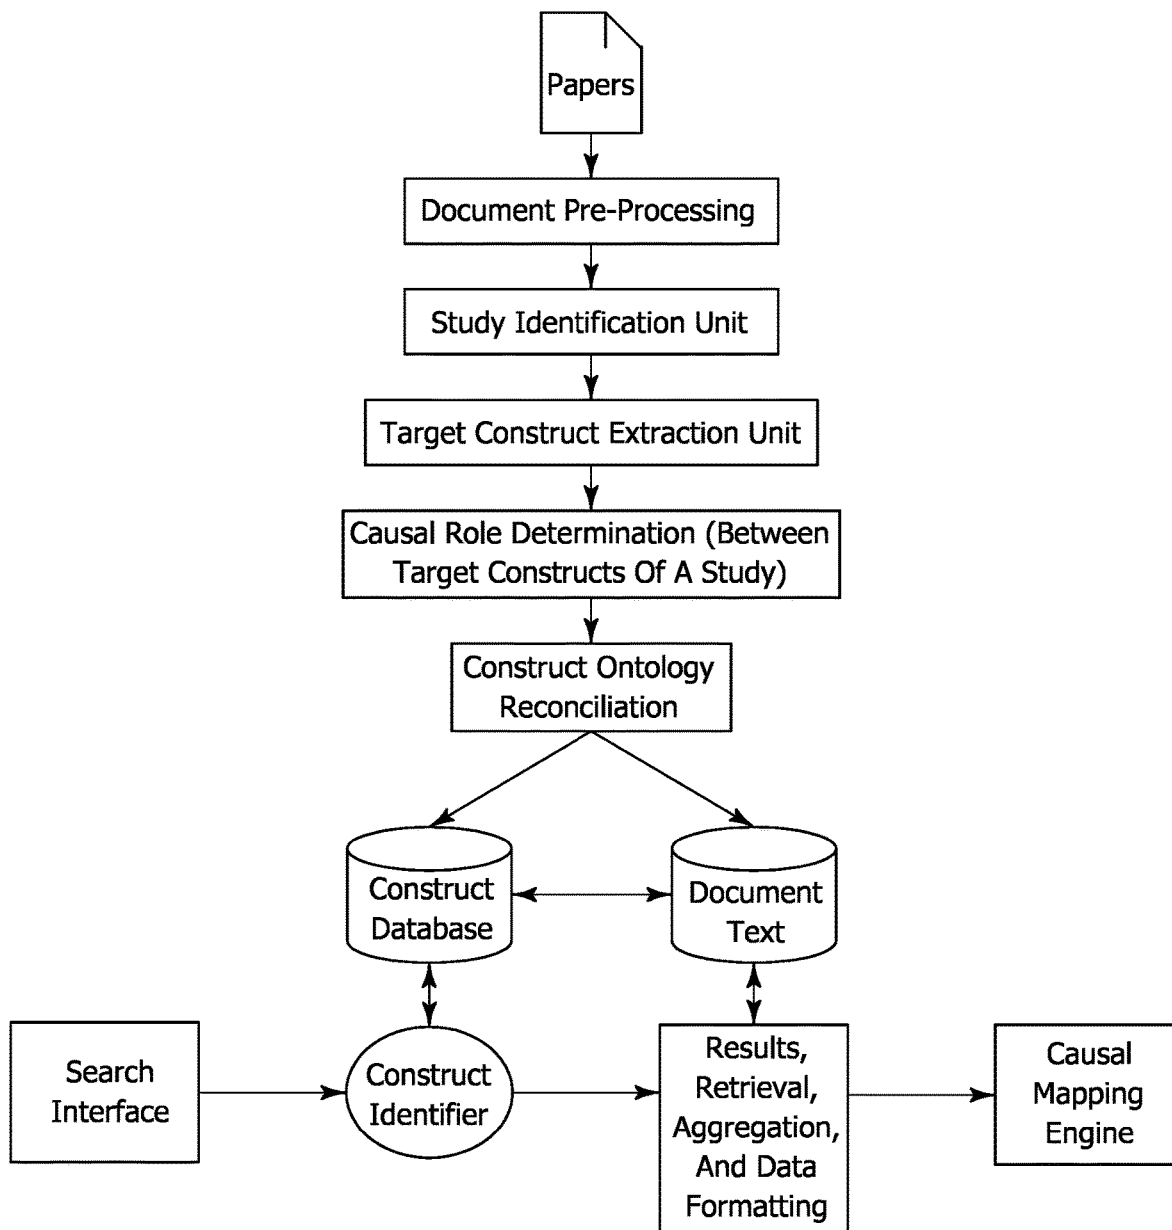 Papers
Document Pre-Processing
Study Identification Unit
Target Construct Extraction Unit
Causal Role Determination (Between
Target Constructs Of A Study)
Construct Ontology
Reconciliation
Construct
Database
Document
Text
Search
Interface
Construct
Identifier
Results,
Retrieval,
Aggregation,
And Data
Formatting
Causal
Mapping
Engine